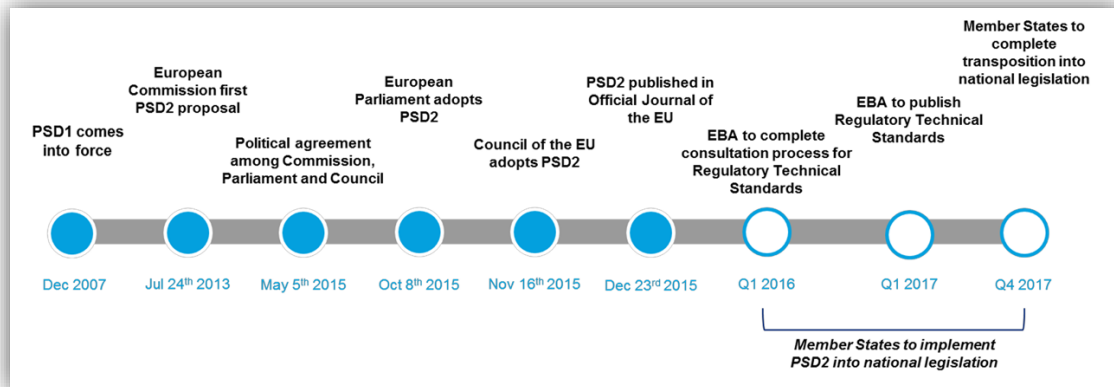 PSD1 comes
into force
European
Commission first
PSD2 proposal
Political agreement
among Commission,
Parliament and Council
European
Parliament adopts
PSD2
Council of the EU
adopts PSD2
PSD2 published in
Official Journal of
the EU
EBA to complete
consultation process for
Regulatory Technical
Standards
EBA to publish
Regulatory Technical
Standards
Member States to
complete
transposition into
national legislation
Dec 2007
Jul 24th 2013
May 5th 2015
Oct 8th 2015
Nov 16th 2015
Dec 23rd 2015
Q1 2016
Q1 2017
Q4 2017
Member States to implement
PSD2 into national legislation